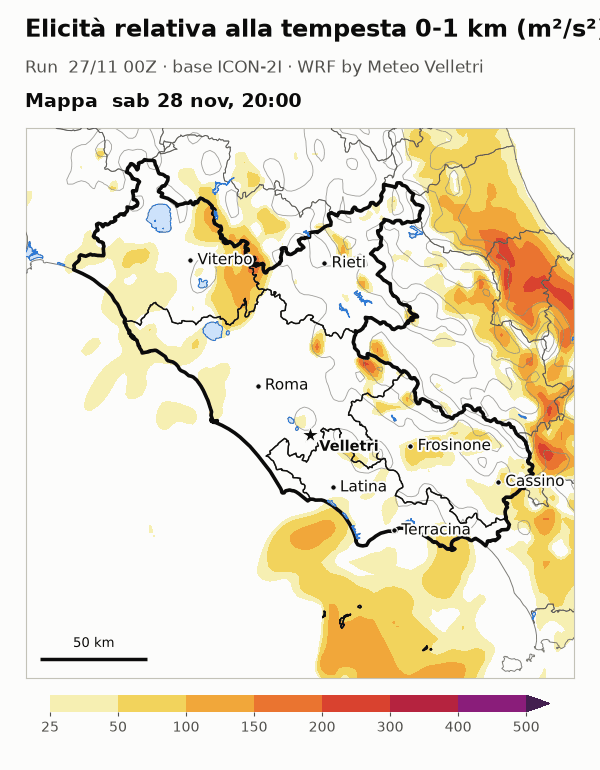 Elicità relativa alla tempesta 0-1 km (m²/s²)
Run 27/11 00Z · base ICON-2I · WRF by Meteo Velletri
Mappa sab 28 nov, 20:00
Viterbo
Rieti
Roma
Velletri
Frosinone
Cassino
Latina
Terracina
50 km
25 50 100 150 200 300 400 500